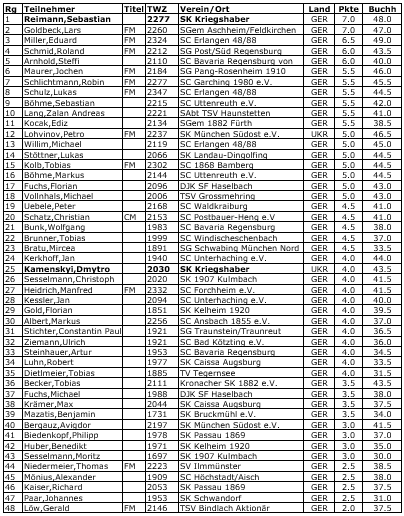 Rg Teilnehmer Titel TWZ Verein/Ort Land Pkte Buchh
1 Reimann,Sebastian 2277 SK Kriegshaber GER 7.0 48.0
2 Goldbeck,Lars FM 2260 SGem Aschheim/Feldkirchen GER 7.0 47.0
3 Miller,Eduard FM 2324 SC Erlangen 48/88 GER 6.5 49.0
4 Schmid,Roland FM 2212 SG Post/Süd Regensburg GER 6.0 43.5
5 Arnhold,Steffi 2110 SC Bavaria Regensburg von GER 6.0 40.0
6 Maurer,Jochen FM 2184 SG Pang-Rosenheim 1910 GER 5.5 46.0
7 Schlichtmann,Robin FM 2277 SC Garching 1980 e.V. GER 5.5 45.5
8 Schulz,Lukas FM 2347 SC Erlangen 48/88 GER 5.5 44.5
9 Böhme,Sebastian 2215 SC Uttenreuth e.V. GER 5.5 42.0
10 Lang,Zalan Andreas 2221 SAbt TSV Haunstetten GER 5.5 41.0
11 Kocak,Ediz 2134 SGem 1882 Fürth GER 5.5 38.5
12 Lohvinov,Petro FM 2237 SK München Südost e.V. UKR 5.0 46.5
13 Willim,Michael 2119 SC Erlangen 48/88 GER 5.0 45.0
14 Stöttner,Lukas 2066 SK Landau-Dingolfing GER 5.0 44.5
15 Kolb,Tobias FM 2302 SC 1868 Bamberg GER 5.0 44.5
16 Böhme,Markus 2144 SC Uttenreuth e.V. GER 5.0 44.5
17 Fuchs,Florian 2096 DJK SF Haselbach GER 5.0 43.0
18 Vollnhals,Michael 2006 TSV Grossmehring GER 5.0 43.0
19 Uebele,Peter 2168 SC Waldkraiburg GER 4.5 41.0
20 Schatz,Christian CM 2153 SC Postbauer-Heng e.V GER 4.5 41.0
21 Bunk,Wolfgang 1983 SC Bavaria Regensburg GER 4.5 38.0
22 Brunner,Tobias 1999 SC Windischeschenbach GER 4.5 37.0
23 Bratu,Mircea 1891 SG Schwabing München Nord GER 4.5 33.5
24 Kerkhoff,Jan 1940 SC Unterhaching e.V. GER 4.0 44.0
25 Kamenskyi,Dmytro 2030 SK Kriegshaber UKR 4.0 43.5
26 Sesselmann,Christoph 2020 SK 1907 Kulmbach GER 4.0 41.5
27 Heidrich,Manfred FM 2332 SC Forchheim e.V. GER 4.0 41.5
28 Kessler,Jan 2094 SC Unterhaching e.V. GER 4.0 40.0
29 Gold,Florian 1851 SK Kelheim 1920 GER 4.0 39.5
30 Albert,Markus 2256 SC Ansbach 1855 e.V. GER 4.0 37.0
31 Stichter,Constantin Paul 1921 SG Traunstein/Traunreut GER 4.0 36.5
32 Ziemann,Ulrich 1921 SC Bad Kötzting e.V. GER 4.0 36.0
33 Steinhauer,Artur 1953 SC Bavaria Regensburg GER 4.0 34.5
34 Luhn,Robert 1977 SK Caissa Augsburg GER 4.0 33.5
35 Dietlmeier,Tobias 1885 TV Tegernsee GER 4.0 31.5
36 Becker,Tobias 2111 Kronacher SK 1882 e.V. GER 3.5 43.5
37 Fuchs,Michael 1988 DJK SF Haselbach GER 3.5 38.0
38 Krämer,Max 2044 SK Caissa Augsburg GER 3.5 37.5
39 Mazatis,Benjamin 1731 SK Bruckmühl e.V. GER 3.5 34.0
40 Bergauz,Avigdor 2197 SK München Südost e.V. GER 3.0 41.5
41 Biedenkopf,Philipp 1978 SK Passau 1869 GER 3.0 37.0
42 Huber,Benedikt 1971 SK Kelheim 1920 GER 3.0 35.0
43 Sesselmann,Moritz 1697 SK 1907 Kulmbach GER 3.0 30.0
44 Niedermeier,Thomas FM 2223 SV Ilmmünster GER 2.5 38.5
45 Mönius,Alexander 1909 SC Höchstadt/Aisch GER 2.5 38.0
46 Kaiser,Richard 2053 SK Passau 1869 GER 2.5 37.5
47 Paar,Johannes 1953 SK Schwandorf GER 2.5 31.0
48 Löw,Gerald FM 2146 TSV Bindlach Aktionär GER 2.0 37.5